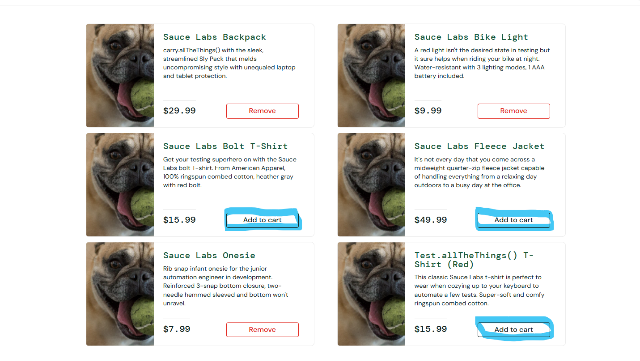 Sauce Labs Backpack
carry.allTheThings() with the sleek,
streamlined Sly Pack that melds
uncompromising style with unequaled laptop
and tablet protection.
$29.99
Remove
Sauce Labs Bike Light
A red light isn't the desired state in testing but
it sure helps when riding your bike at night.
Water-resistant with 3 lighting modes, 1 AAA
battery included.
$9.99
Remove
Sauce Labs Bolt T-Shirt
Get your testing superhero on with the Sauce
Labs bolt T-shirt. From American Apparel,
100% ringspun combed cotton, heather gray
with red bolt.
$15.99
Add to cart
Sauce Labs Fleece Jacket
It's not every day that you come across a
midweight quarter-zip fleece jacket capable
of handling everything from a relaxing day
outdoors to a busy day at the office.
$49.99
Add to cart
Sauce Labs Onesie
Rib snap infant onesie for the junior
automation engineer in development.
Reinforced 3-snap bottom closure, two-
needle hemmed sleeved and bottom won't
unravel.
$7.99
Remove
Test.allTheThings() T-
Shirt (Red)
This classic Sauce Labs t-shirt is perfect to
wear when cozying up to your keyboard to
automate a few tests. Super-soft and comfy
ringspun combed cotton.
$15.99
Add to cart